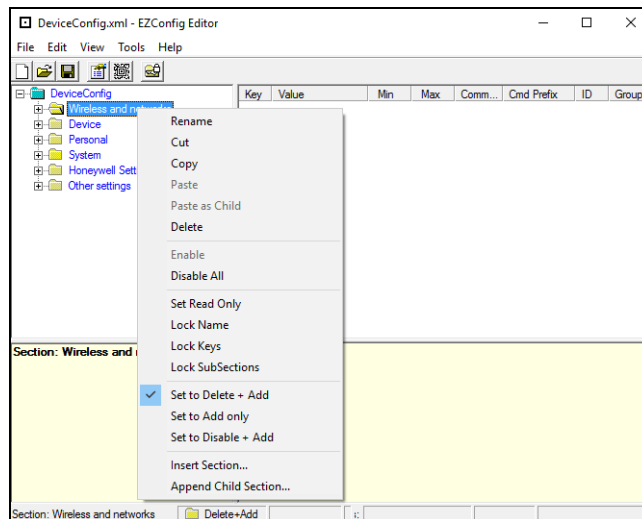 DeviceConfig.xml - EZConfig Editor
File Edit View Tools Help
DeviceConfig
Wireless and networks
Device
Personal
System
Honeywell Sett
Other settings
Key Value Min Max Comm... Cmd Prefix ID Group
Rename
Cut
Copy
Paste
Paste as Child
Delete
Enable
Disable All
Set Read Only
Lock Name
Lock Keys
Lock SubSections
Set to Delete + Add
Set to Add only
Set to Disable + Add
Insert Section...
Append Child Section...
Section: Wireless and
Section: Wireless and networks Delete+Add